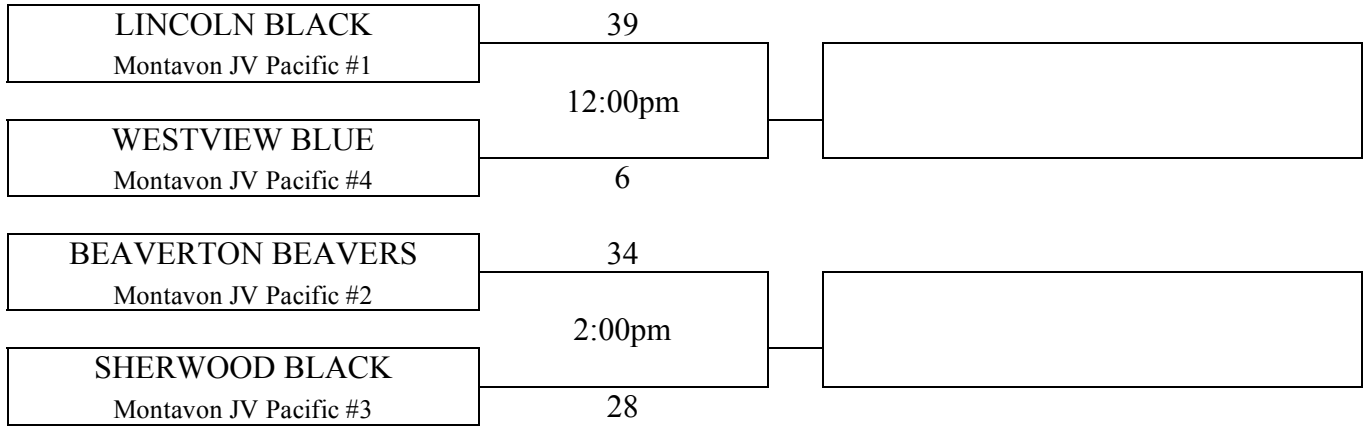 LINCOLN BLACK
Montavon JV Pacific #1
39
12:00pm
WESTVIEW BLUE
Montavon JV Pacific #4
6
BEAVERTON BEAVERS
Montavon JV Pacific #2
34
2:00pm
SHERWOOD BLACK
Montavon JV Pacific #3
28